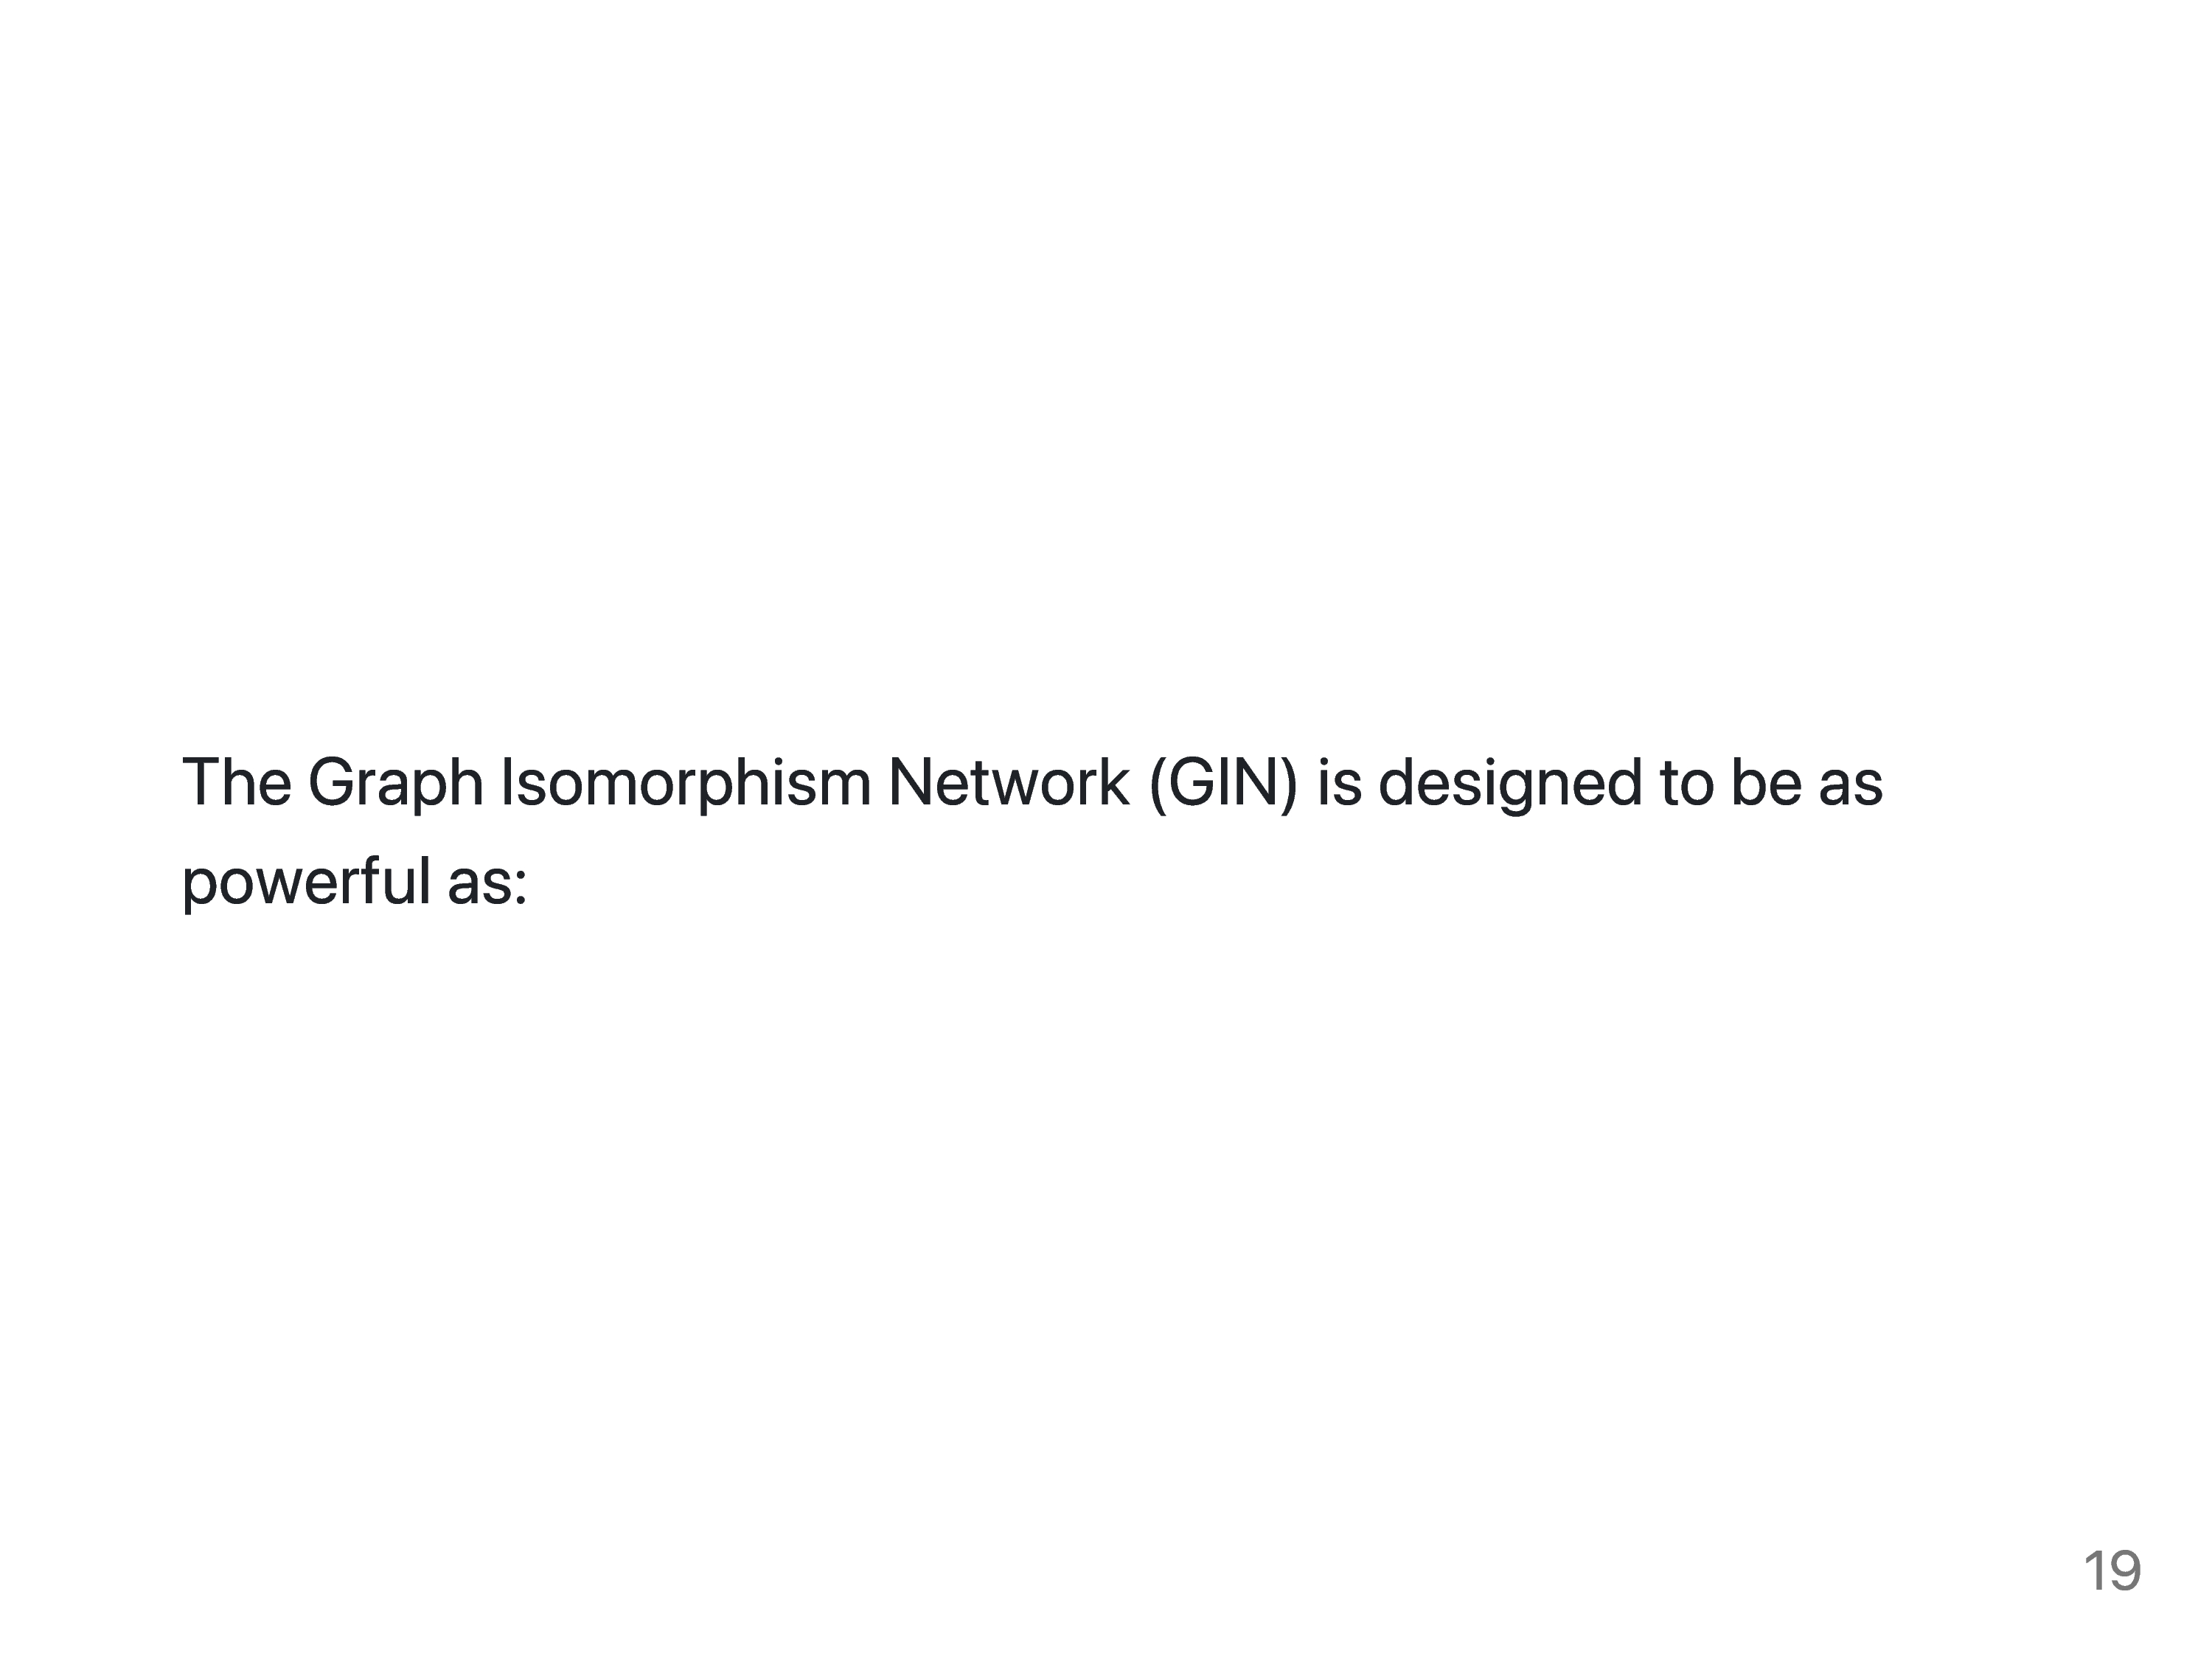 The Graph Isomorphism Network (GIN) is designed to be as
powerful as:
19